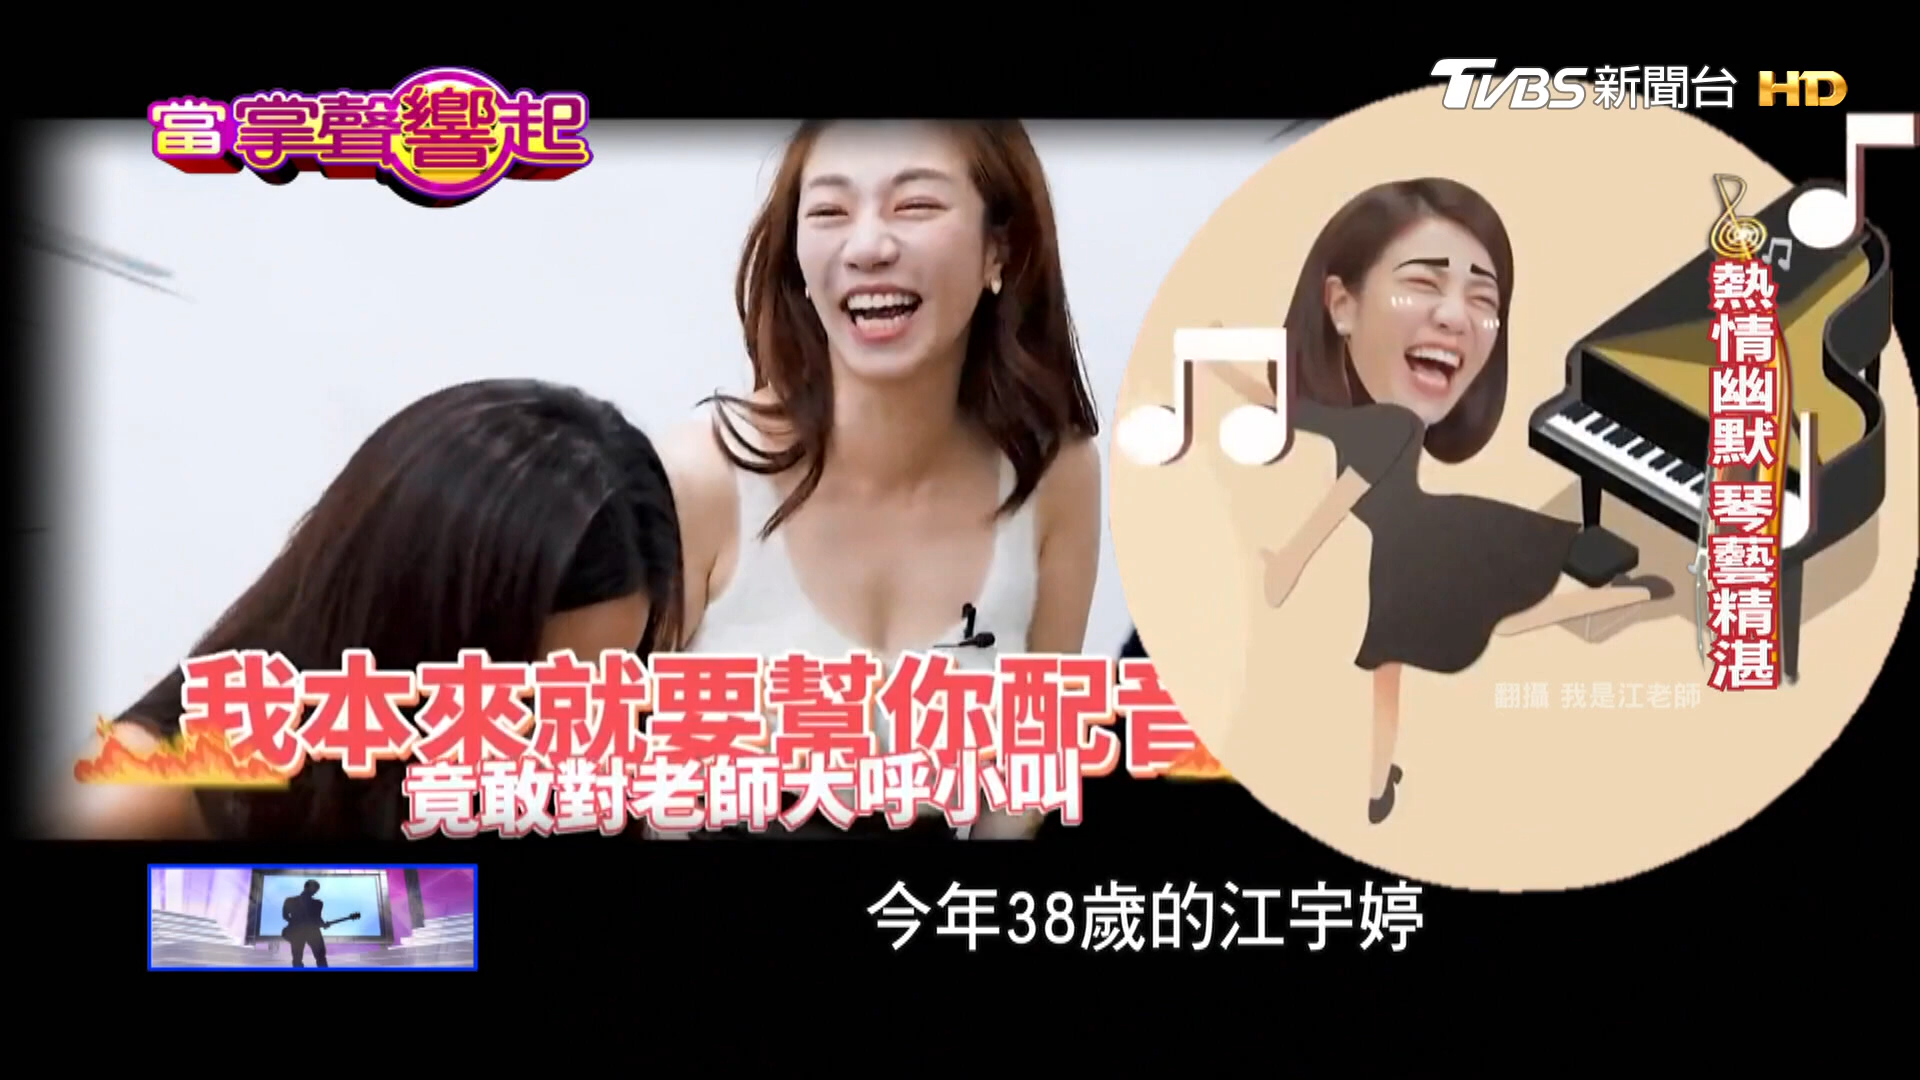 TVBS新聞台 HD
當掌聲響起
熱情幽默 琴藝精湛
我本來就要幫你配音
竟敢對老師大呼小叫
翻攝 我是江老師
今年38歲的江宇婷